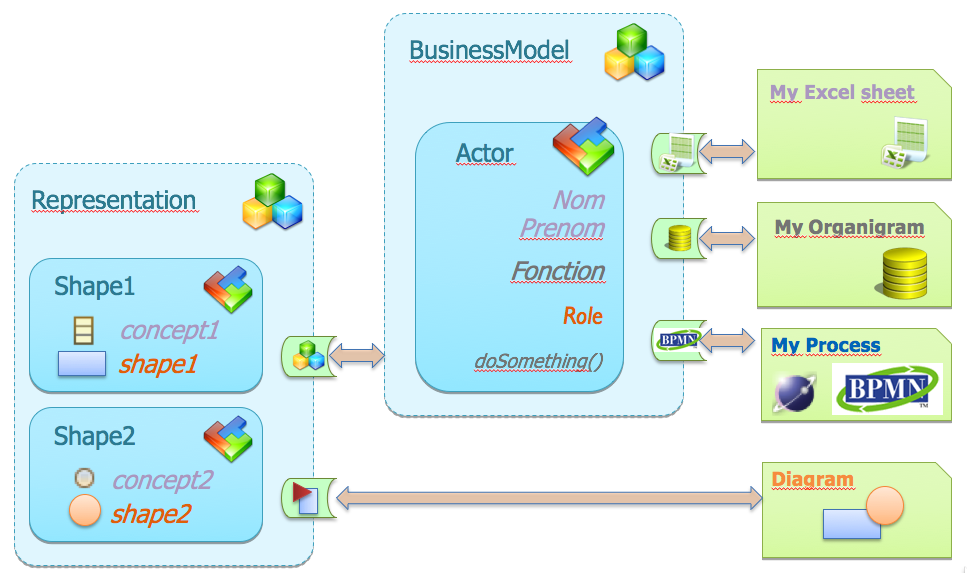 BusinessModel
Actor
Nom
Prenom
Fonction
Role
doSomething()
BPMN
Representation
Shape1
concept1
shape1
Shape2
concept2
shape2
My Excel sheet
My Organigram
My Process
BPMN
TM
Diagram